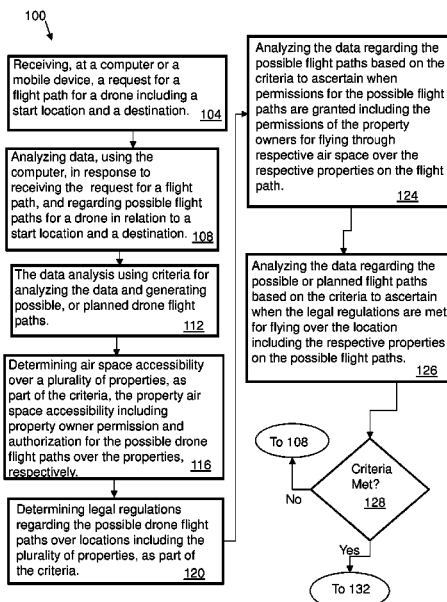 100
Receiving, at a computer or a
mobile device, a request for a
flight path for a drone including a
start location and a destination.
104
Analyzing data, using the
computer, in response to
receiving the request for a flight
path, and regarding possible flight
paths for a drone in relation to a
start location and a destination.
108
The data analysis using criteria for
analyzing the data and generating
possible, or planned drone flight
paths.
112
Determining air space accessibility
over a plurality of properties, as
part of the criteria, the property air
space accessibility including
property owner permission and
authorization for the possible drone
flight paths over the properties,
respectively.
116
Determining legal regulations
regarding the possible drone flight
paths over locations including the
plurality of properties, as part of
the criteria.
120
Analyzing the data regarding the
possible flight paths based on the
criteria to ascertain when
permissions for the possible flight
paths are granted including the
permissions of the property
owners for flying through
respective air space over the
respective properties on the flight
path.
124
Analyzing the data regarding the
possible or planned flight paths
based on the criteria to ascertain
when the legal regulations are met
for flying over the location
including the respective properties
on the possible flight paths.
126
Criteria
Met?
128
No
To 108
Yes
To 132